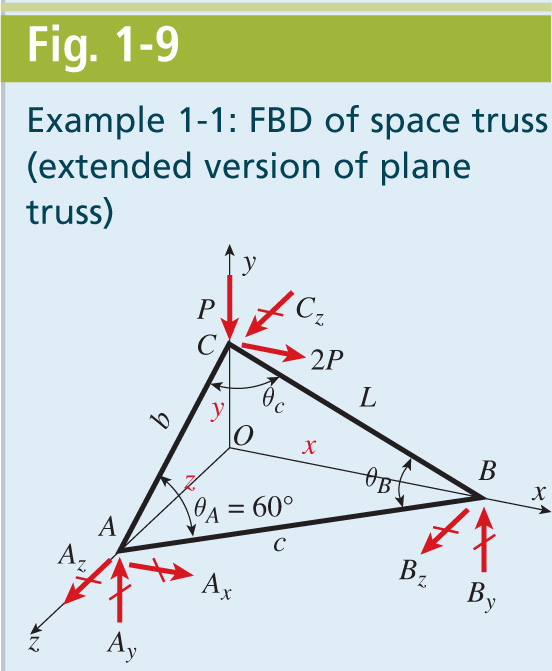 Fig. 1-9
Example 1-1: FBD of space truss
(extended version of plane
truss)
y
P
C_z
C
2P
θ_c
L
b
y
O
x
z
θ_B
B
x
θ_A = 60°
A
c
A_z
A_x
B_z
B_y
z
A_y